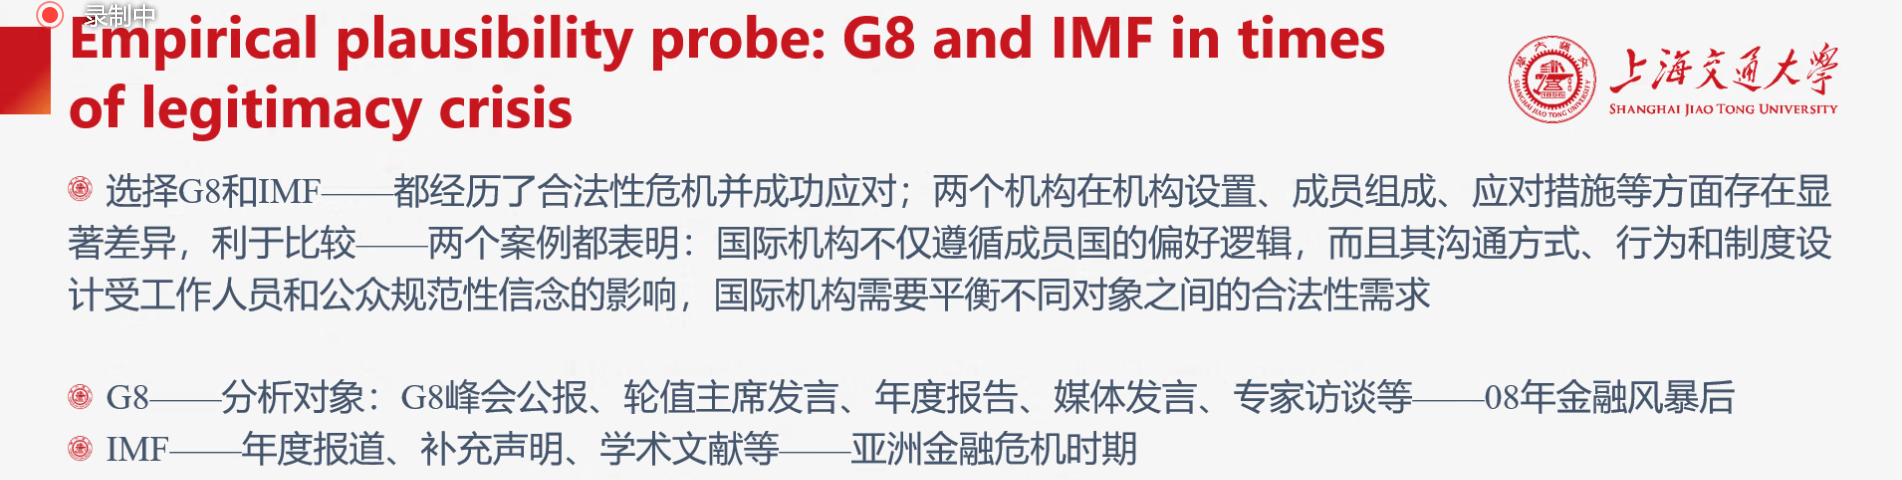 录制中
Empirical plausibility probe: G8 and IMF in times
of legitimacy crisis
上海交通大学
SHANGHAI JIAO TONG UNIVERSITY
选择G8和IMF——都经历了合法性危机并成功应对；两个机构在机构设置、成员组成、应对措施等方面存在显
著差异，利于比较——两个案例都表明：国际机构不仅遵循成员国的偏好逻辑，而且其沟通方式、行为和制度设
计受工作人员和公众规范性信念的影响，国际机构需要平衡不同对象之间的合法性需求
G8——分析对象：G8峰会公报、轮值主席发言、年度报告、媒体发言、专家访谈等——08年金融风暴后
IMF——年度报道、补充声明、学术文献等——亚洲金融危机时期